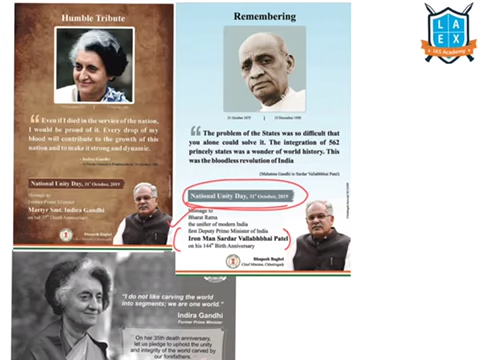 Humble Tribute
“Even if I died in the service of the nation,
I would be proud of it. Every drop of my
blood will contribute to the growth of this
nation and to make it strong and dynamic.
- Indira Gandhi
National Unity Day, 31st October, 2019
Homage to
former Prime Minister
Martyr Smt. Indira Gandhi
on her 35th Death Anniversary
Remembering
31 October 1875
15 December 1950
“The problem of the States was so difficult that
you alone could solve it. The integration of 562
princely states was a wonder of world history. This
was the bloodless revolution of India
(Mahatma Gandhi to Sardar Vallabhbhai Patel)
National Unity Day, 31st October, 2019
Homage to
Bharat Ratna
the unifier of modern India
first Deputy Prime Minister of India
Iron Man Sardar Vallabhbhai Patel
on his 144th Birth Anniversary
Bhupesh Baghel
Chief Minister, Chhattisgarh
LAEX
IAS Academy
"I do not like carving the world
into segments; we are one world."
Indira Gandhi
Former Prime Minister
On her 35th death anniversary,
let us pledge to uphold the unity
and integrity of the world carved by
our forefathers.